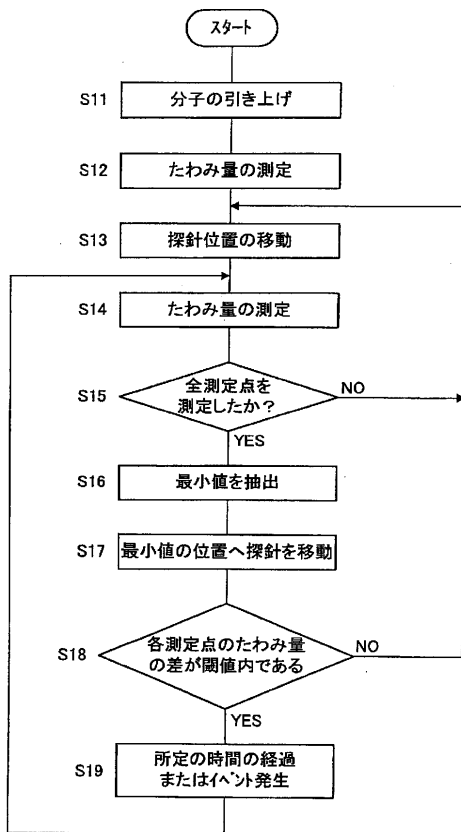 スタート
S11
分子の引き上げ
S12
たわみ量の測定
S13
探針位置の移動
S14
たわみ量の測定
S15
全測定点を
測定したか？
NO
YES
S16
最小値を抽出
S17
最小値の位置へ探針を移動
S18
各測定点のたわみ量
の差が閾値内である
NO
YES
S19
所定の時間の経過
またはイベント発生